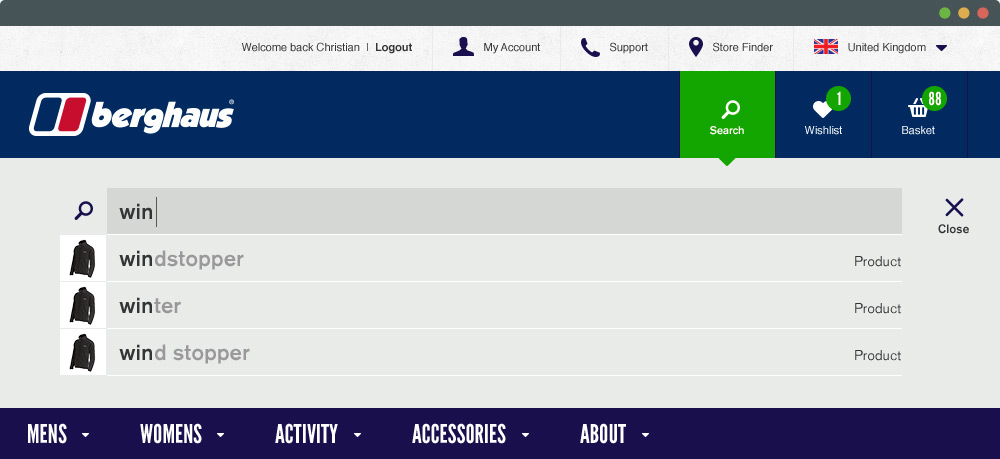 Welcome back Christian | Logout
My Account
Support
Store Finder
United Kingdom
berghaus®
Search
1
Wishlist
88
Basket
win
Close
windstopper
Product
winter
Product
wind stopper
Product
MENS
WOMENS
ACTIVITY
ACCESSORIES
ABOUT